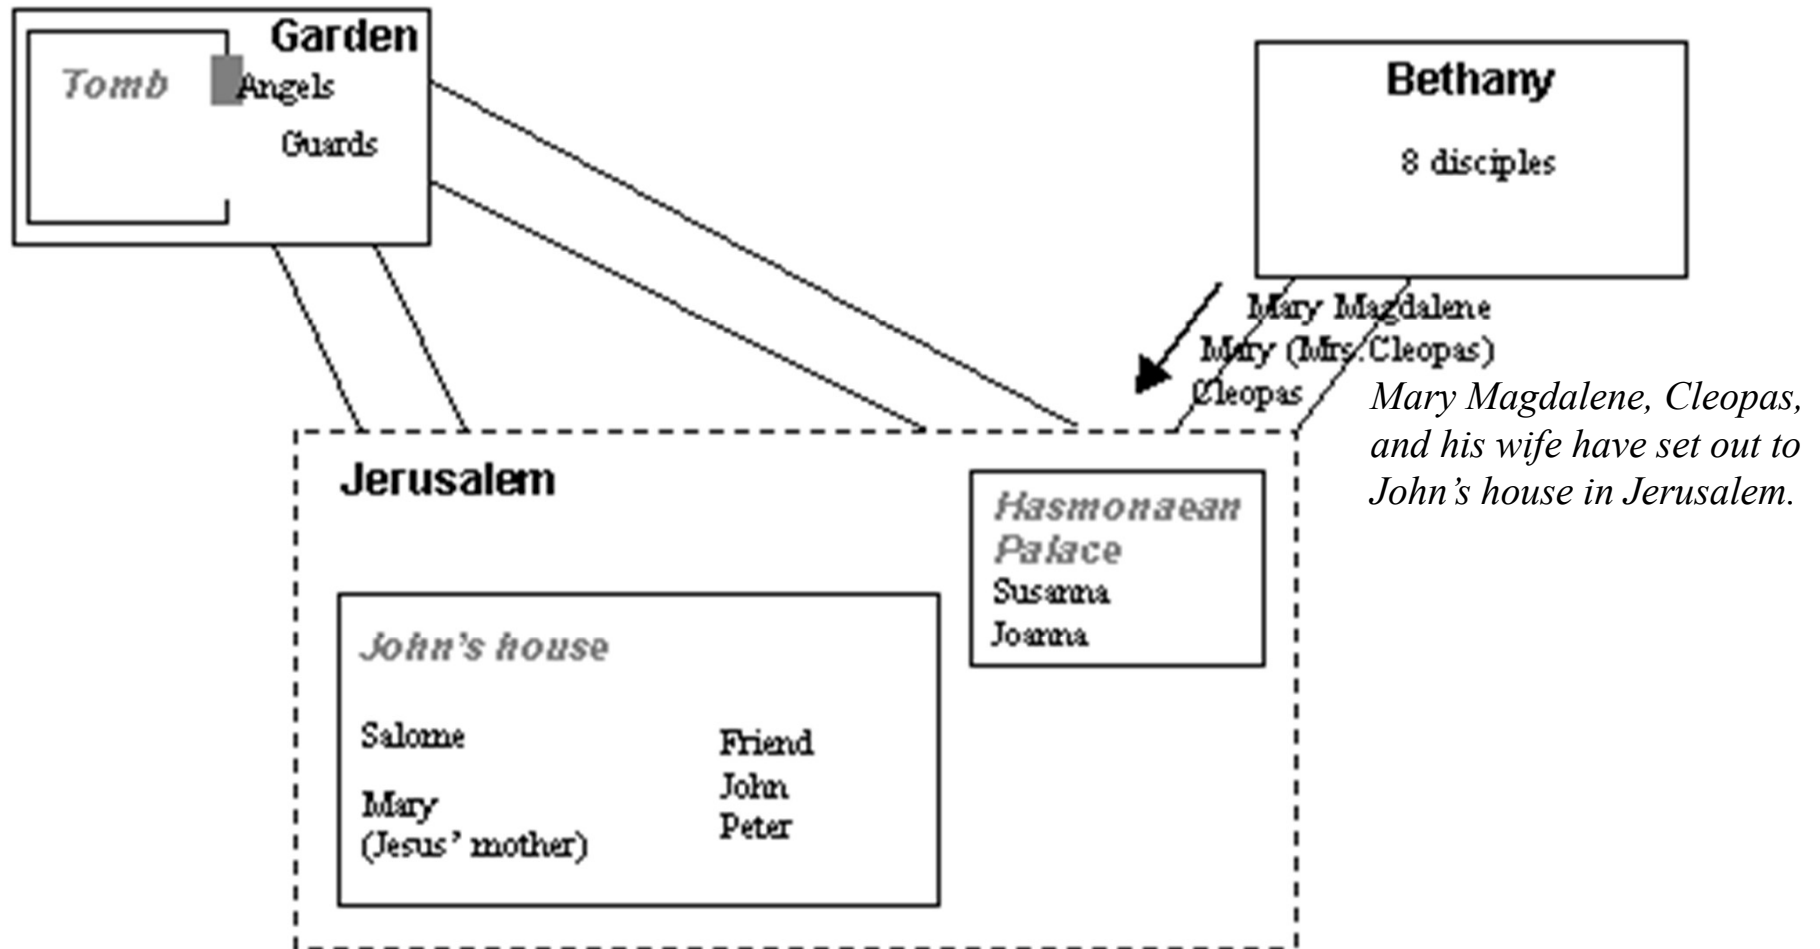 Garden
Tomb
Angels
Guards
Bethany
8 disciples
Mary Magdalene
Mary (Mrs.Cleopas)
Cleopas
Mary Magdalene, Cleopas,
and his wife have set out to
John’s house in Jerusalem.
Jerusalem
Hasmonaean
Palace
Susanna
Joanna
John’s house
Salome
Mary
(Jesus’ mother)
Friend
John
Peter